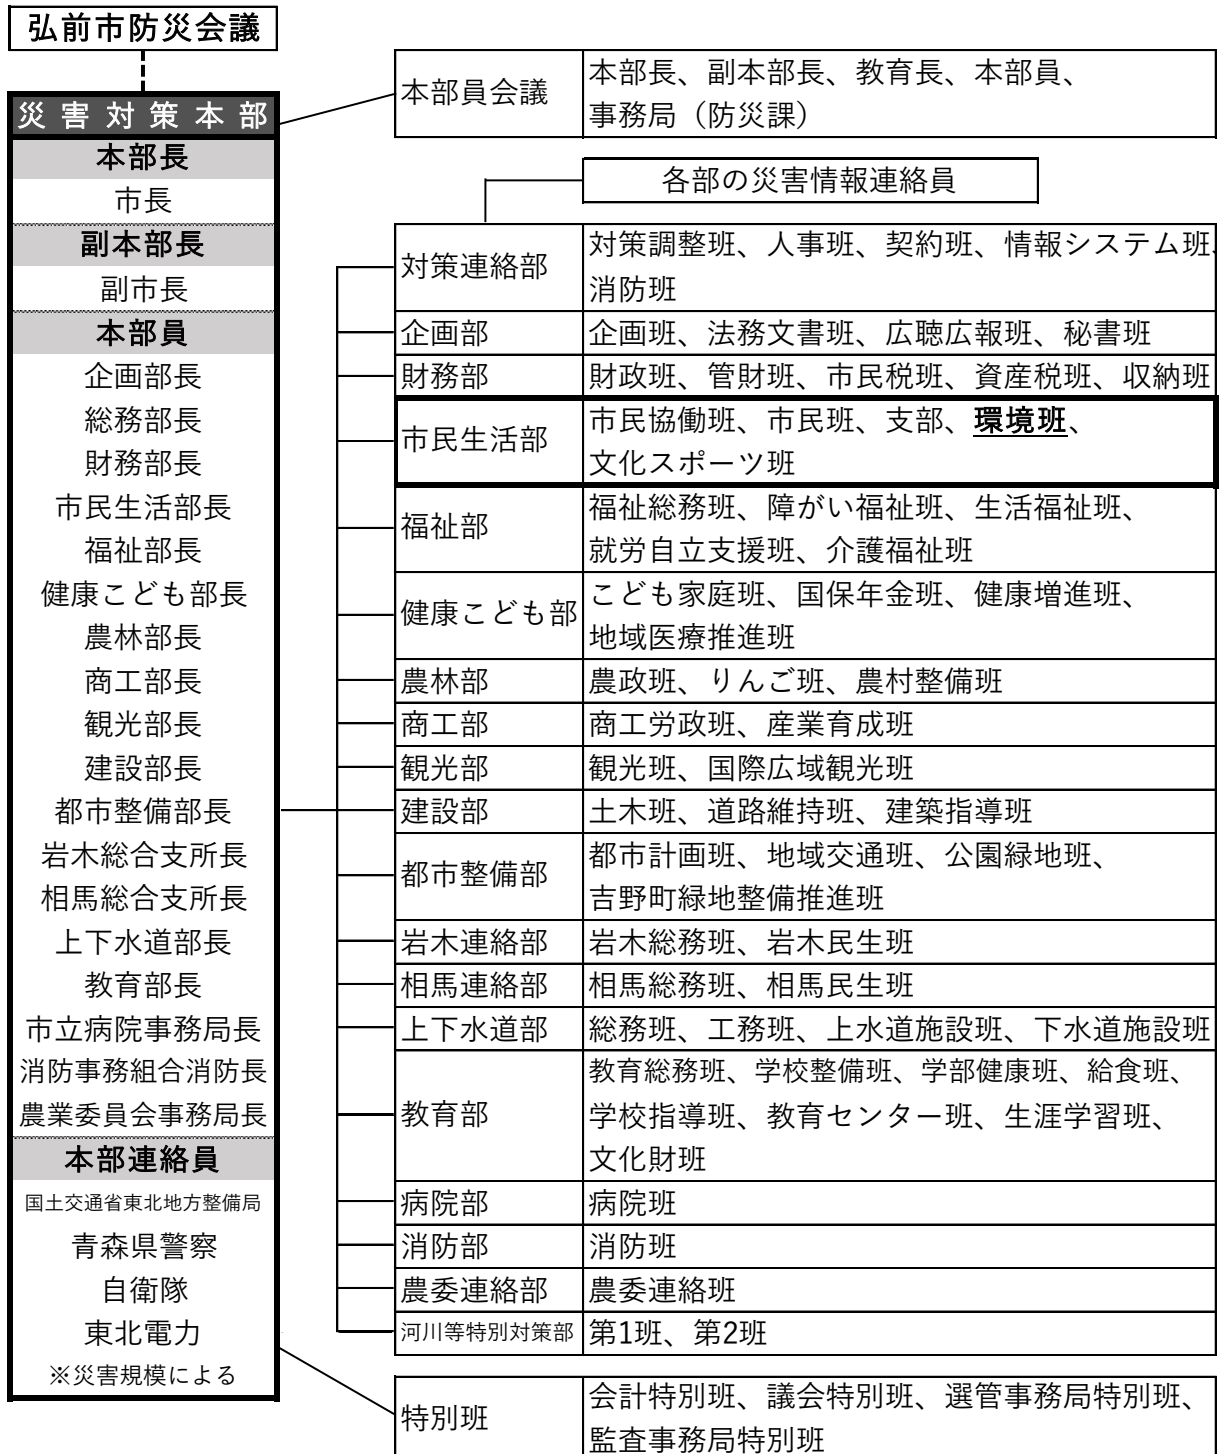 弘前市防災会議
災害対策本部
本部長
市長
副本部長
副市長
本部員
企画部長
総務部長
財務部長
市民生活部長
福祉部長
健康こども部長
農林部長
商工部長
観光部長
建設部長
都市整備部長
岩木総合支所長
相馬総合支所長
上下水道部長
教育部長
市立病院事務局長
消防事務組合消防長
農業委員会事務局長
本部連絡員
国土交通省東北地方整備局
青森県警察
自衛隊
東北電力
※災害規模による
本部員会議
本部長、副本部長、教育長、本部員、
事務局（防災課）
各部の災害情報連絡員
対策連絡部
対策調整班、人事班、契約班、情報システム班、
消防班
企画部
企画班、法務文書班、広聴広報班、秘書班
財務部
財政班、管財班、市民税班、資産税班、収納班
市民生活部
市民協働班、市民班、支部、環境班、
文化スポーツ班
福祉部
福祉総務班、障がい福祉班、生活福祉班、
就労自立支援班、介護福祉班
健康こども部
こども家庭班、国保年金班、健康増進班、
地域医療推進班
農林部
農政班、りんご班、農村整備班
商工部
商工労政班、産業育成班
観光部
観光班、国際広域観光班
建設部
土木班、道路維持班、建築指導班
都市整備部
都市計画班、地域交通班、公園緑地班、
吉野町緑地整備推進班
岩木連絡部
岩木総務班、岩木民生班
相馬連絡部
相馬総務班、相馬民生班
上下水道部
総務班、工務班、上水道施設班、下水道施設班
教育部
教育総務班、学校整備班、学部健康班、給食班、
学校指導班、教育センター班、生涯学習班、
文化財班
病院部
病院班
消防部
消防班
農委連絡部
農委連絡班
河川等特別対策部
第1班、第2班
特別班
会計特別班、議会特別班、選管事務局特別班、
監査事務局特別班